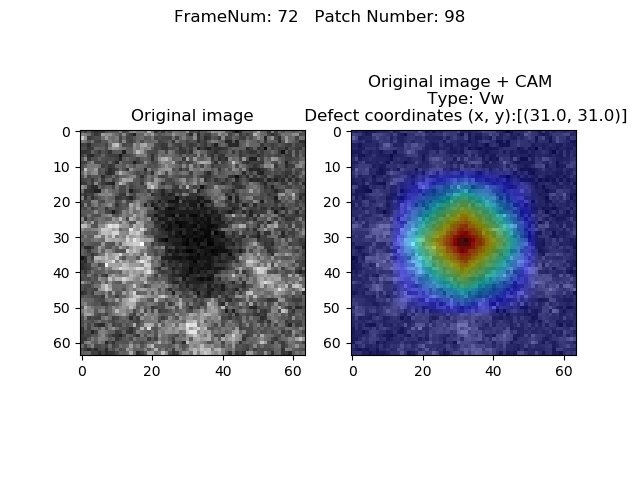 FrameNum: 72   Patch Number: 98
Original image
0
10
20
30
40
50
60
0 20 40 60
Original image + CAM
Type: Vw
Defect coordinates (x, y):[(31.0, 31.0)]
0
10
20
30
40
50
60
0 20 40 60